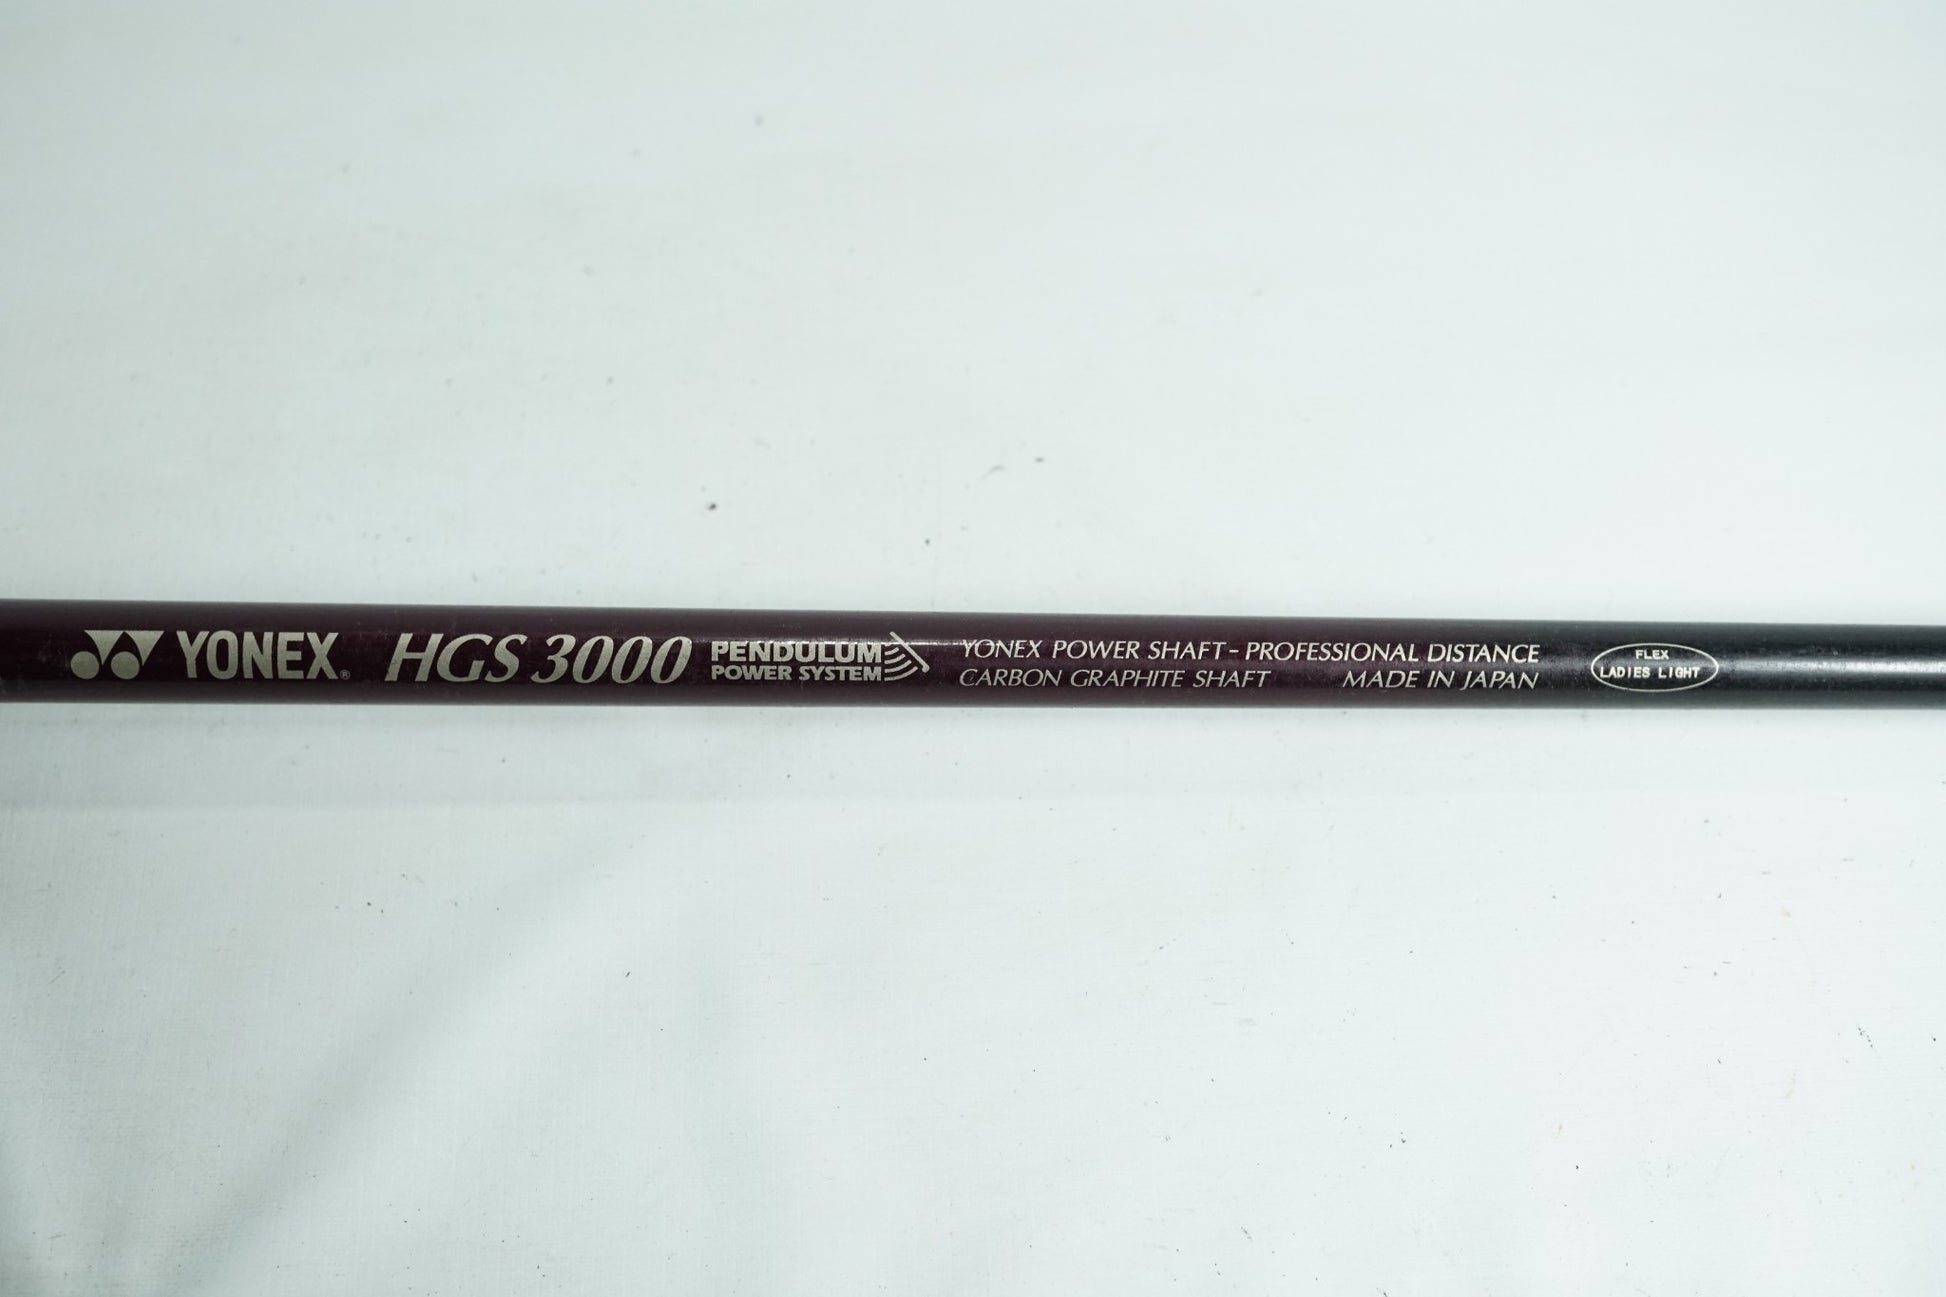 YONEX® HGS 3000
PENDULUM
POWER SYSTEM
YONEX POWER SHAFT-PROFESSIONAL DISTANCE
CARBON GRAPHITE SHAFT MADE IN JAPAN
FLEX
LADIES LIGHT